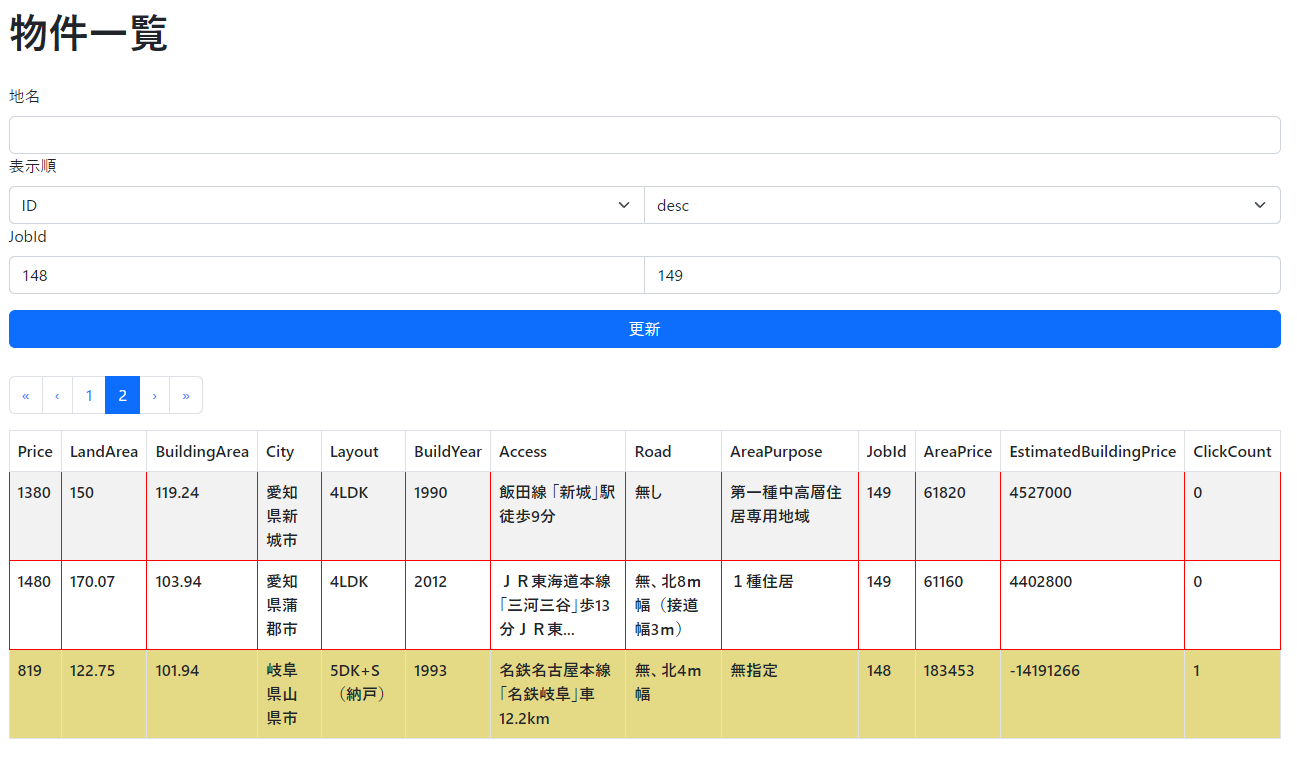 物件一覧
地名
表示順
ID desc
JobId
148 149
更新
« ‹ 1 2 › »
Price LandArea BuildingArea City Layout BuildYear Access Road AreaPurpose JobId AreaPrice EstimatedBuildingPrice ClickCount
1380 150 119.24 愛知 4LDK 1990 飯田線「新城」駅 無し 第一種中高層住 149 61820 4527000 0
県新 徒歩9分 居専用地域
城市
1480 170.07 103.94 愛知 4LDK 2012 ＪＲ東海道本線 無、北8m １種住居 149 61160 4402800 0
県蒲 「三河三谷」歩13 幅（接道
郡市 分ＪＲ東... 幅3m）
819 122.75 101.94 岐阜 5DK+S 1993 名鉄名古屋本線 無、北4m 無指定 148 183453 -14191266 1
県山 （納戸） 「名鉄岐阜」車 幅
県市 12.2km